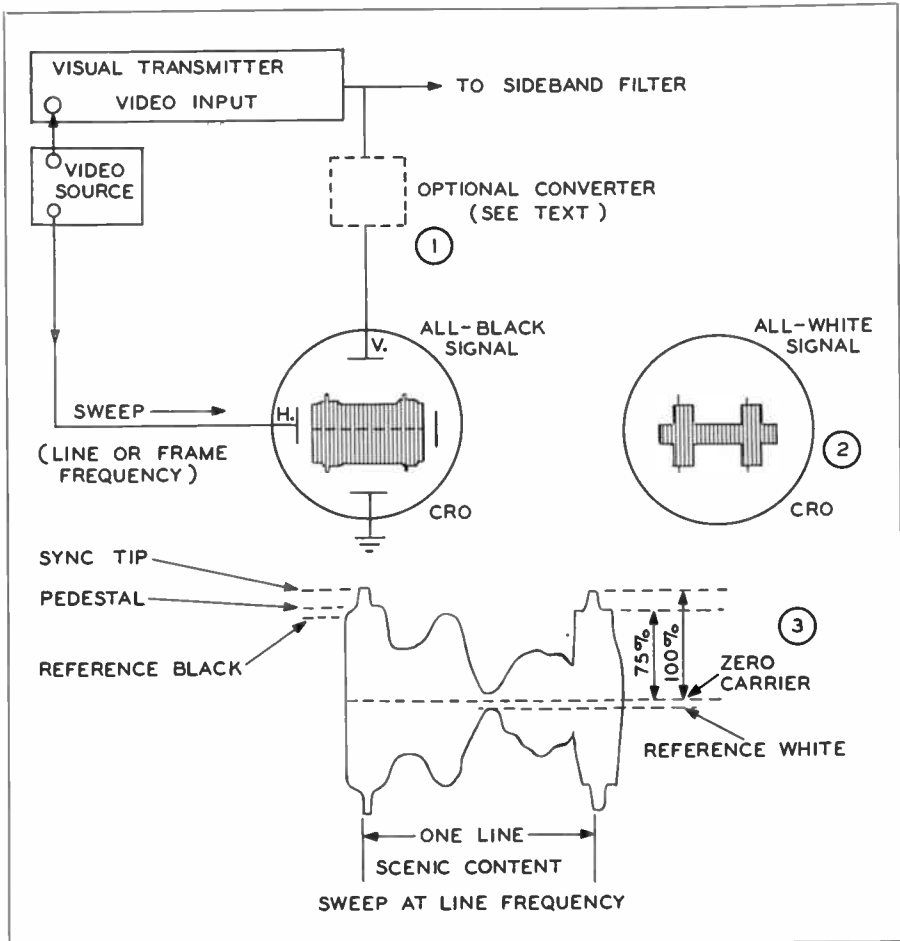 VISUAL TRANSMITTER
VIDEO INPUT
TO SIDEBAND FILTER
VIDEO
SOURCE
OPTIONAL CONVERTER
(SEE TEXT)
1
ALL-BLACK
SIGNAL
ALL-WHITE
SIGNAL
V.
SWEEP
H.
(LINE OR FRAME
FREQUENCY)
2
CRO
CRO
SYNC TIP
PEDESTAL
REFERENCE BLACK
75%
100%
3
ZERO
CARRIER
REFERENCE WHITE
ONE LINE
SCENIC CONTENT
SWEEP AT LINE FREQUENCY